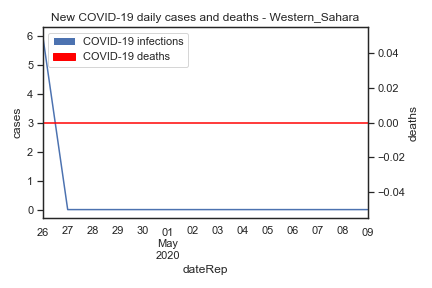 New COVID-19 daily cases and deaths - Western_Sahara
COVID-19 infections
COVID-19 deaths
cases
6
5
4
3
2
1
0
deaths
0.04
0.02
0.00
−0.02
−0.04
26 27 28 29 30 01 02 03 04 05 06 07 08 09
May
2020
dateRep